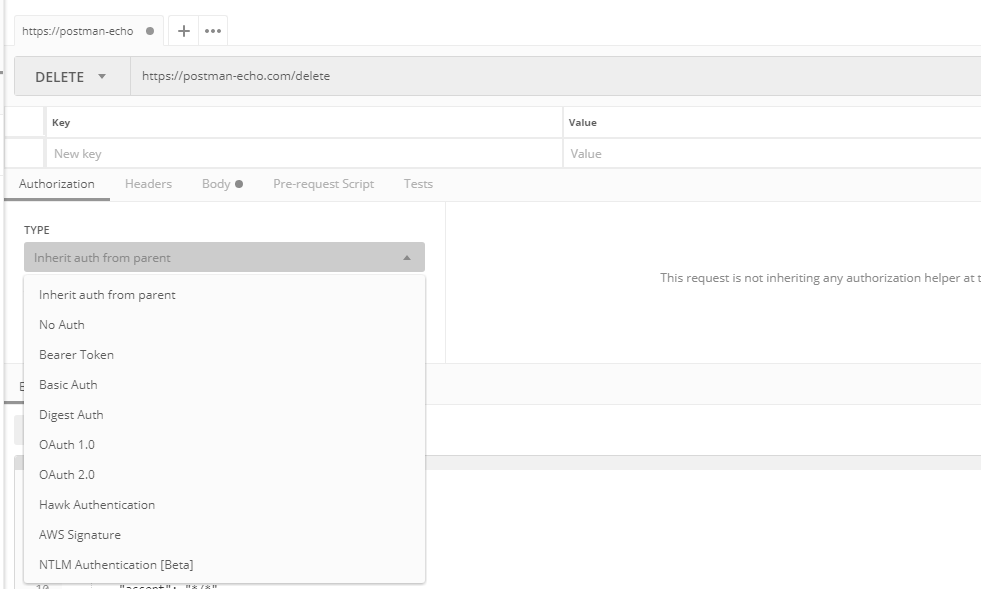 https://postman-echo
DELETE https://postman-echo.com/delete
Key Value
New key Value
Authorization Headers Body Pre-request Script Tests
TYPE
Inherit auth from parent
This request is not inheriting any authorization helper at
Inherit auth from parent
No Auth
Bearer Token
Basic Auth
Digest Auth
OAuth 1.0
OAuth 2.0
Hawk Authentication
AWS Signature
NTLM Authentication [Beta]
10 "accept": "*/*"